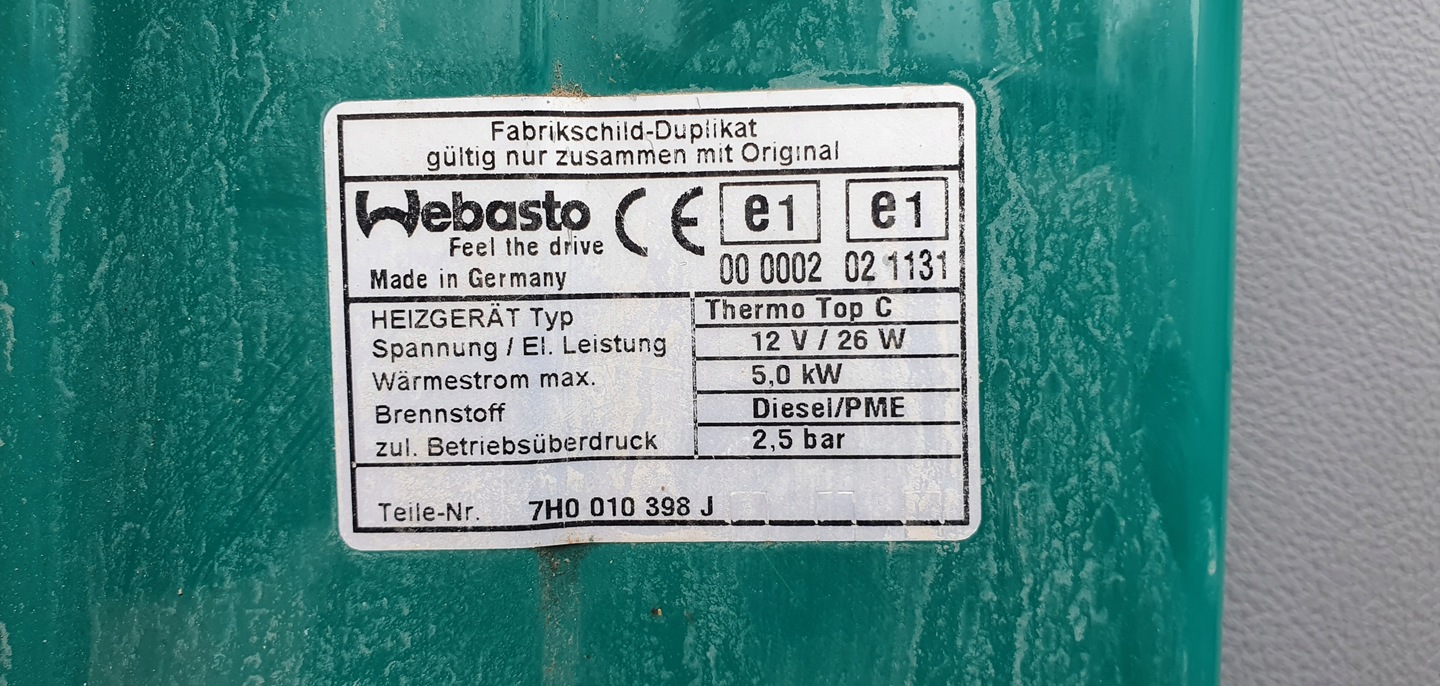 Fabrikschild-Duplikat
gültig nur zusammen mit Original
Webasto CE e1 e1
Feel the drive
Made in Germany 00 0002 02 1131
HEIZGERÄT Typ Thermo Top C
Spannung / El. Leistung 12 V / 26 W
Wärmestrom max. 5,0 kW
Brennstoff Diesel/PME
zul. Betriebsüberdruck 2,5 bar
Teile-Nr. 7H0 010 398 J